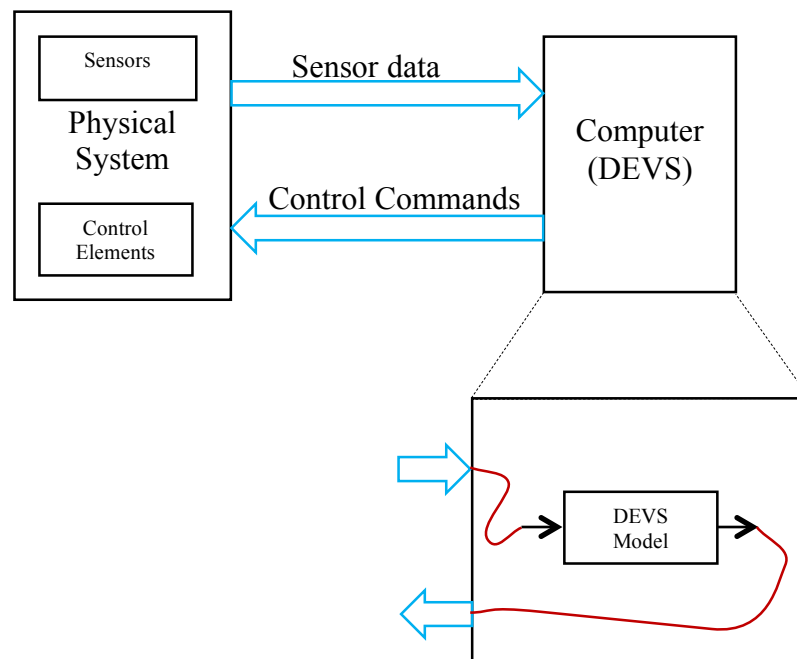 Sensors
Physical
System
Control
Elements
Sensor data
Control Commands
Computer
(DEVS)
DEVS
Model